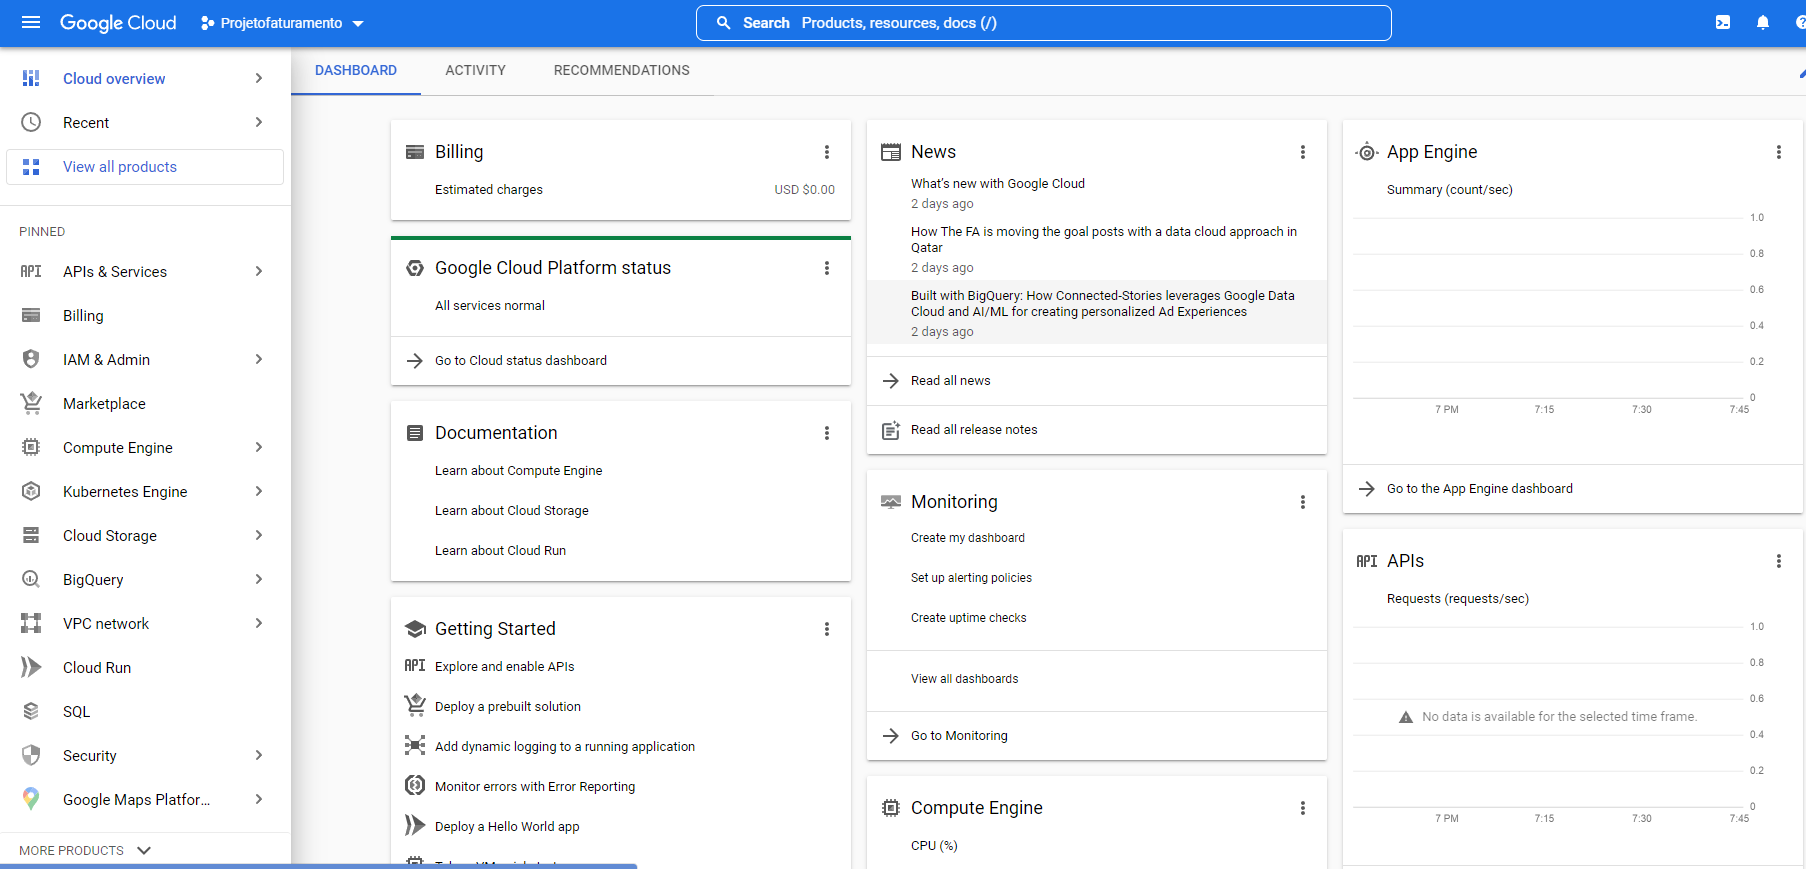 Google Cloud
Projetofaturamento
Search Products, resources, docs (/)
Cloud overview
Recent
View all products
PINNED
API APIs & Services
Billing
IAM & Admin
Marketplace
Compute Engine
Kubernetes Engine
Cloud Storage
BigQuery
VPC network
Cloud Run
SQL
Security
Google Maps Platfor...
MORE PRODUCTS
DASHBOARD
ACTIVITY
RECOMMENDATIONS
Billing
Estimated charges USD $0.00
Google Cloud Platform status
All services normal
Go to Cloud status dashboard
Documentation
Learn about Compute Engine
Learn about Cloud Storage
Learn about Cloud Run
Getting Started
API Explore and enable APIs
Deploy a prebuilt solution
Add dynamic logging to a running application
Monitor errors with Error Reporting
Deploy a Hello World app
News
What's new with Google Cloud
2 days ago
How The FA is moving the goal posts with a data cloud approach in
Qatar
2 days ago
Built with BigQuery: How Connected-Stories leverages Google Data
Cloud and AI/ML for creating personalized Ad Experiences
2 days ago
Read all news
Read all release notes
Monitoring
Create my dashboard
Set up alerting policies
Create uptime checks
View all dashboards
Go to Monitoring
Compute Engine
CPU (%)
App Engine
Summary (count/sec)
1.0
0.8
0.6
0.4
0.2
0
7 PM 7:15 7:30 7:45
Go to the App Engine dashboard
API APIs
Requests (requests/sec)
1.0
0.8
0.6
No data is available for the selected time frame.
0.4
0.2
0
7 PM 7:15 7:30 7:45